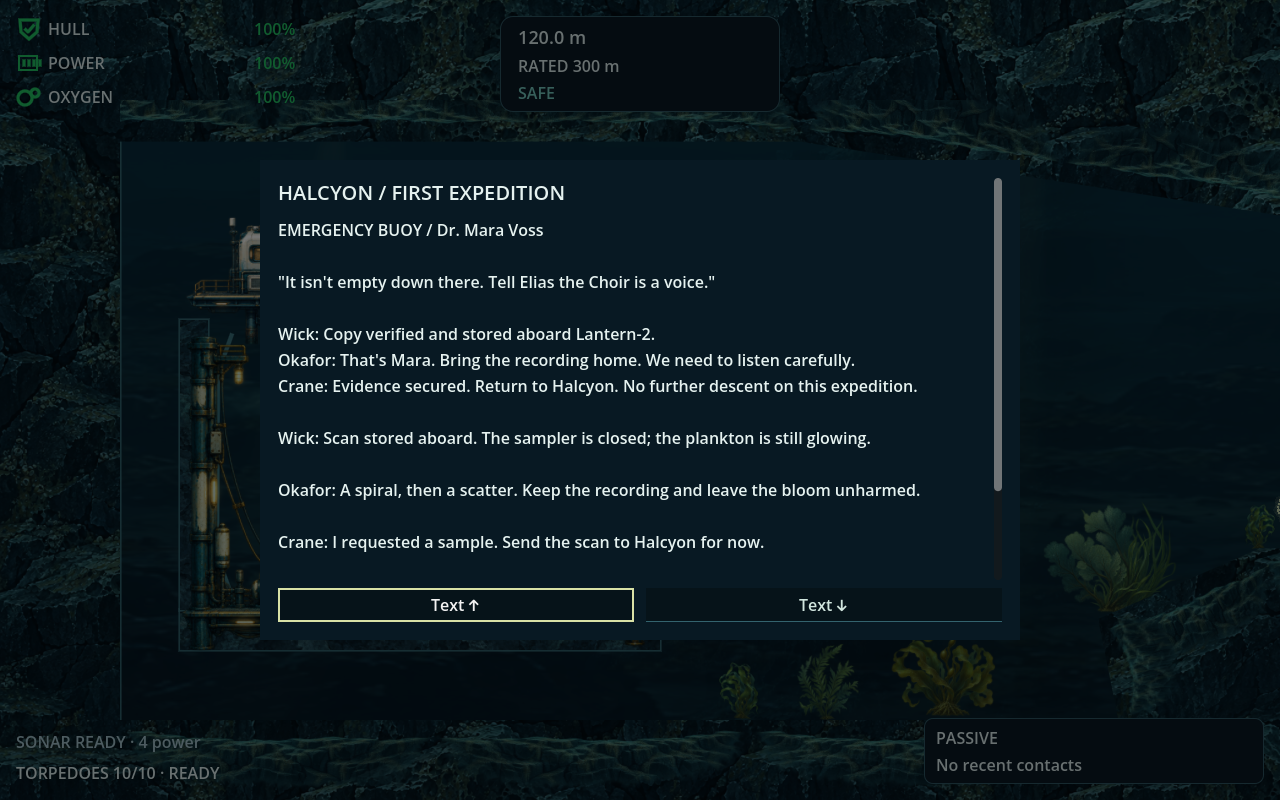 HULL 100%
POWER 100%
OXYGEN 100%
120.0 m
RATED 300 m
SAFE
HALCYON / FIRST EXPEDITION
EMERGENCY BUOY / Dr. Mara Voss
"It isn't empty down there. Tell Elias the Choir is a voice."
Wick: Copy verified and stored aboard Lantern-2.
Okafor: That's Mara. Bring the recording home. We need to listen carefully.
Crane: Evidence secured. Return to Halcyon. No further descent on this expedition.
Wick: Scan stored aboard. The sampler is closed; the plankton is still glowing.
Okafor: A spiral, then a scatter. Keep the recording and leave the bloom unharmed.
Crane: I requested a sample. Send the scan to Halcyon for now.
Text ↑
Text ↓
SONAR READY · 4 power
TORPEDOES 10/10 · READY
PASSIVE
No recent contacts